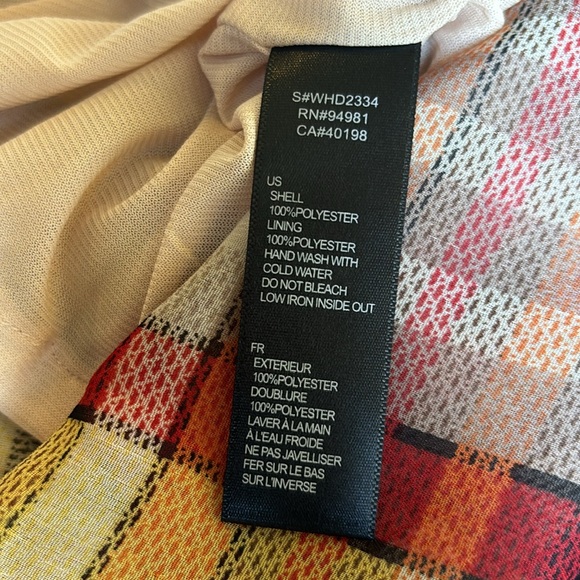 S#WHD2334
RN#94981
CA#40198
US
SHELL
100%POLYESTER
LINING
100%POLYESTER
HAND WASH WITH
COLD WATER
DO NOT BLEACH
LOW IRON INSIDE OUT
FR
EXTERIEUR
100%POLYESTER
DOUBLURE
100%POLYESTER
LAVER À LA MAIN
À L'EAU FROIDE
NE PAS JAVELLISER
FER SUR LE BAS
SUR L'INVERSE